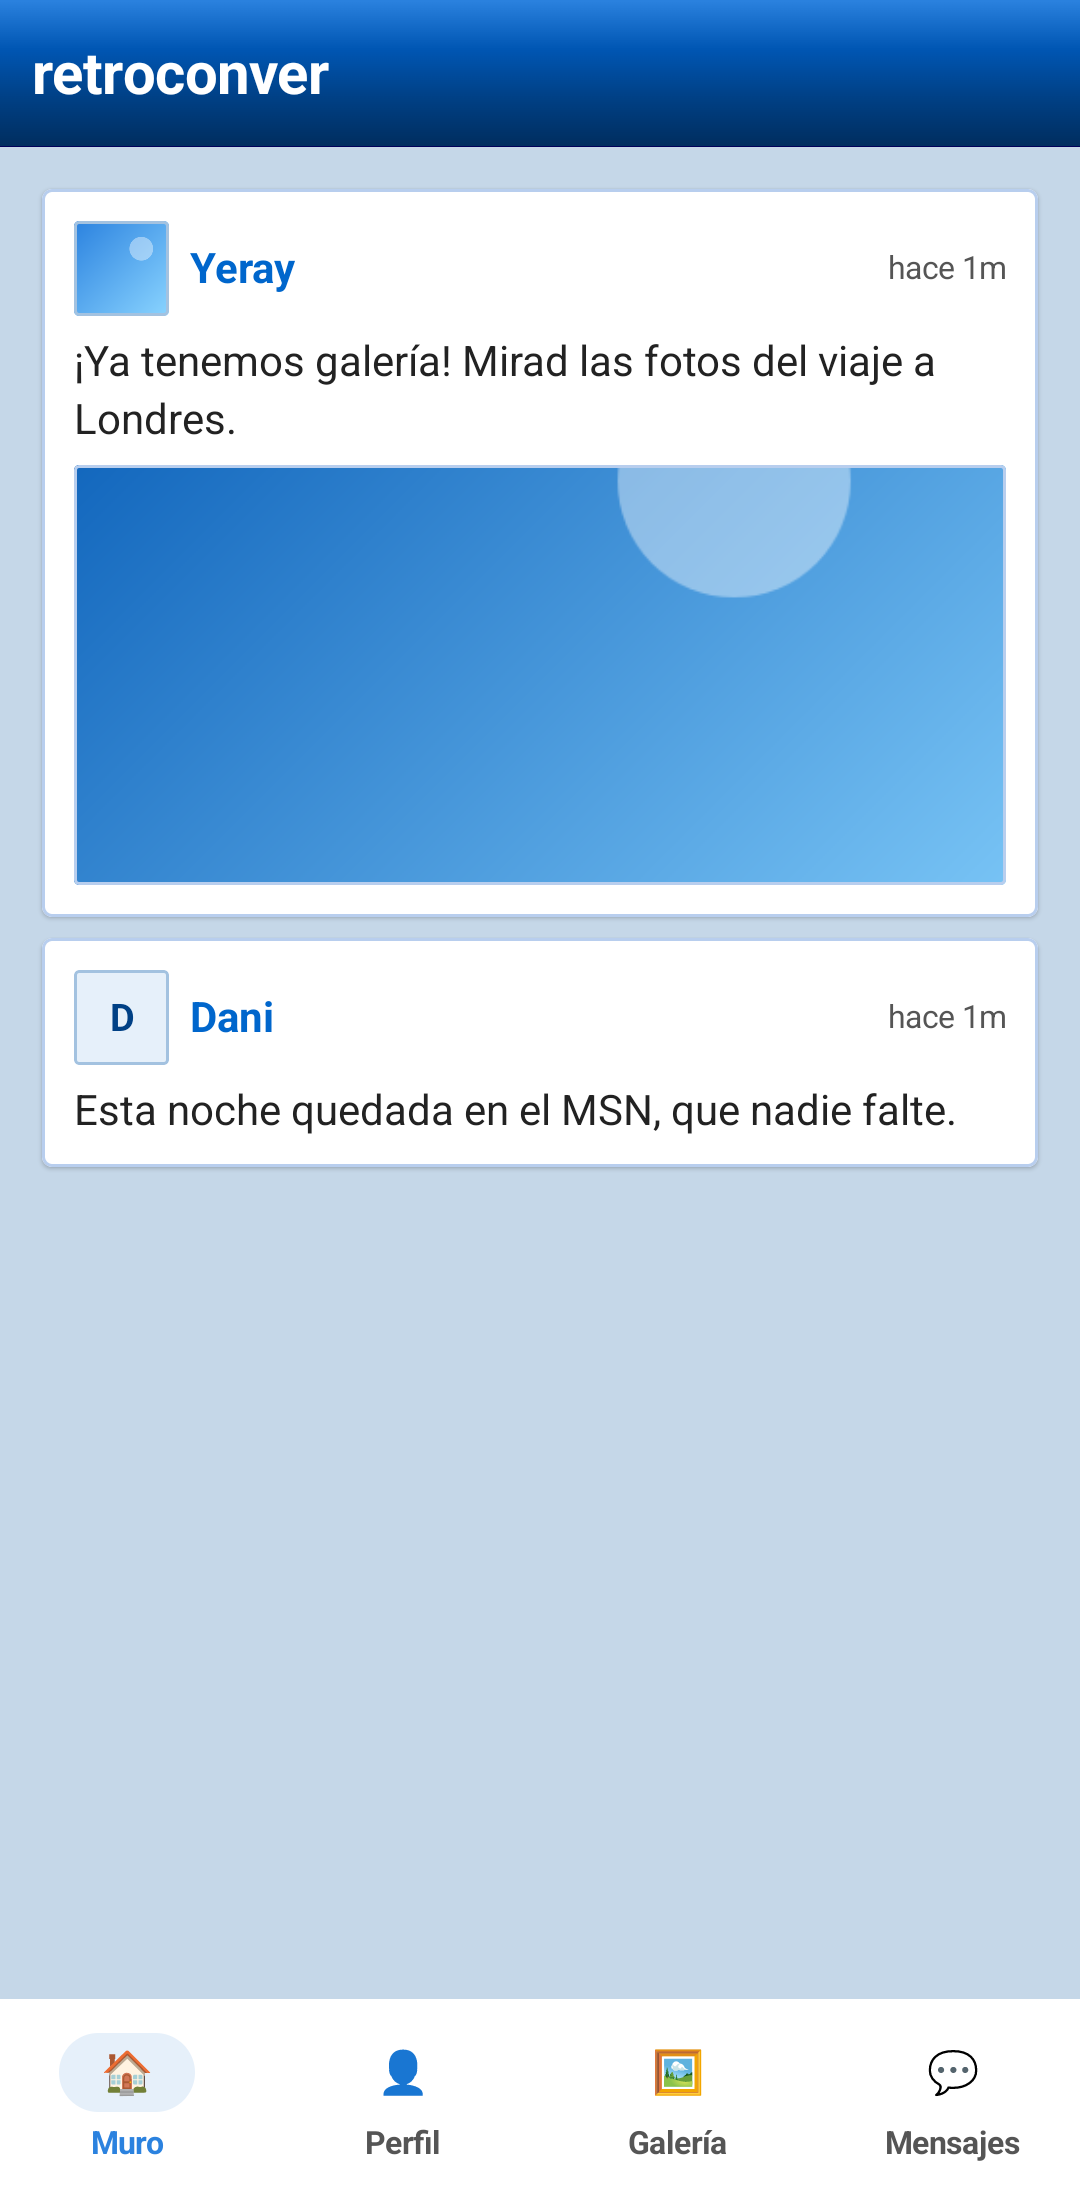 retroconver
Yeray
hace 1m
¡Ya tenemos galería! Mirad las fotos del viaje a
Londres.
D
Dani
hace 1m
Esta noche quedada en el MSN, que nadie falte.
Muro
Perfil
Galería
Mensajes